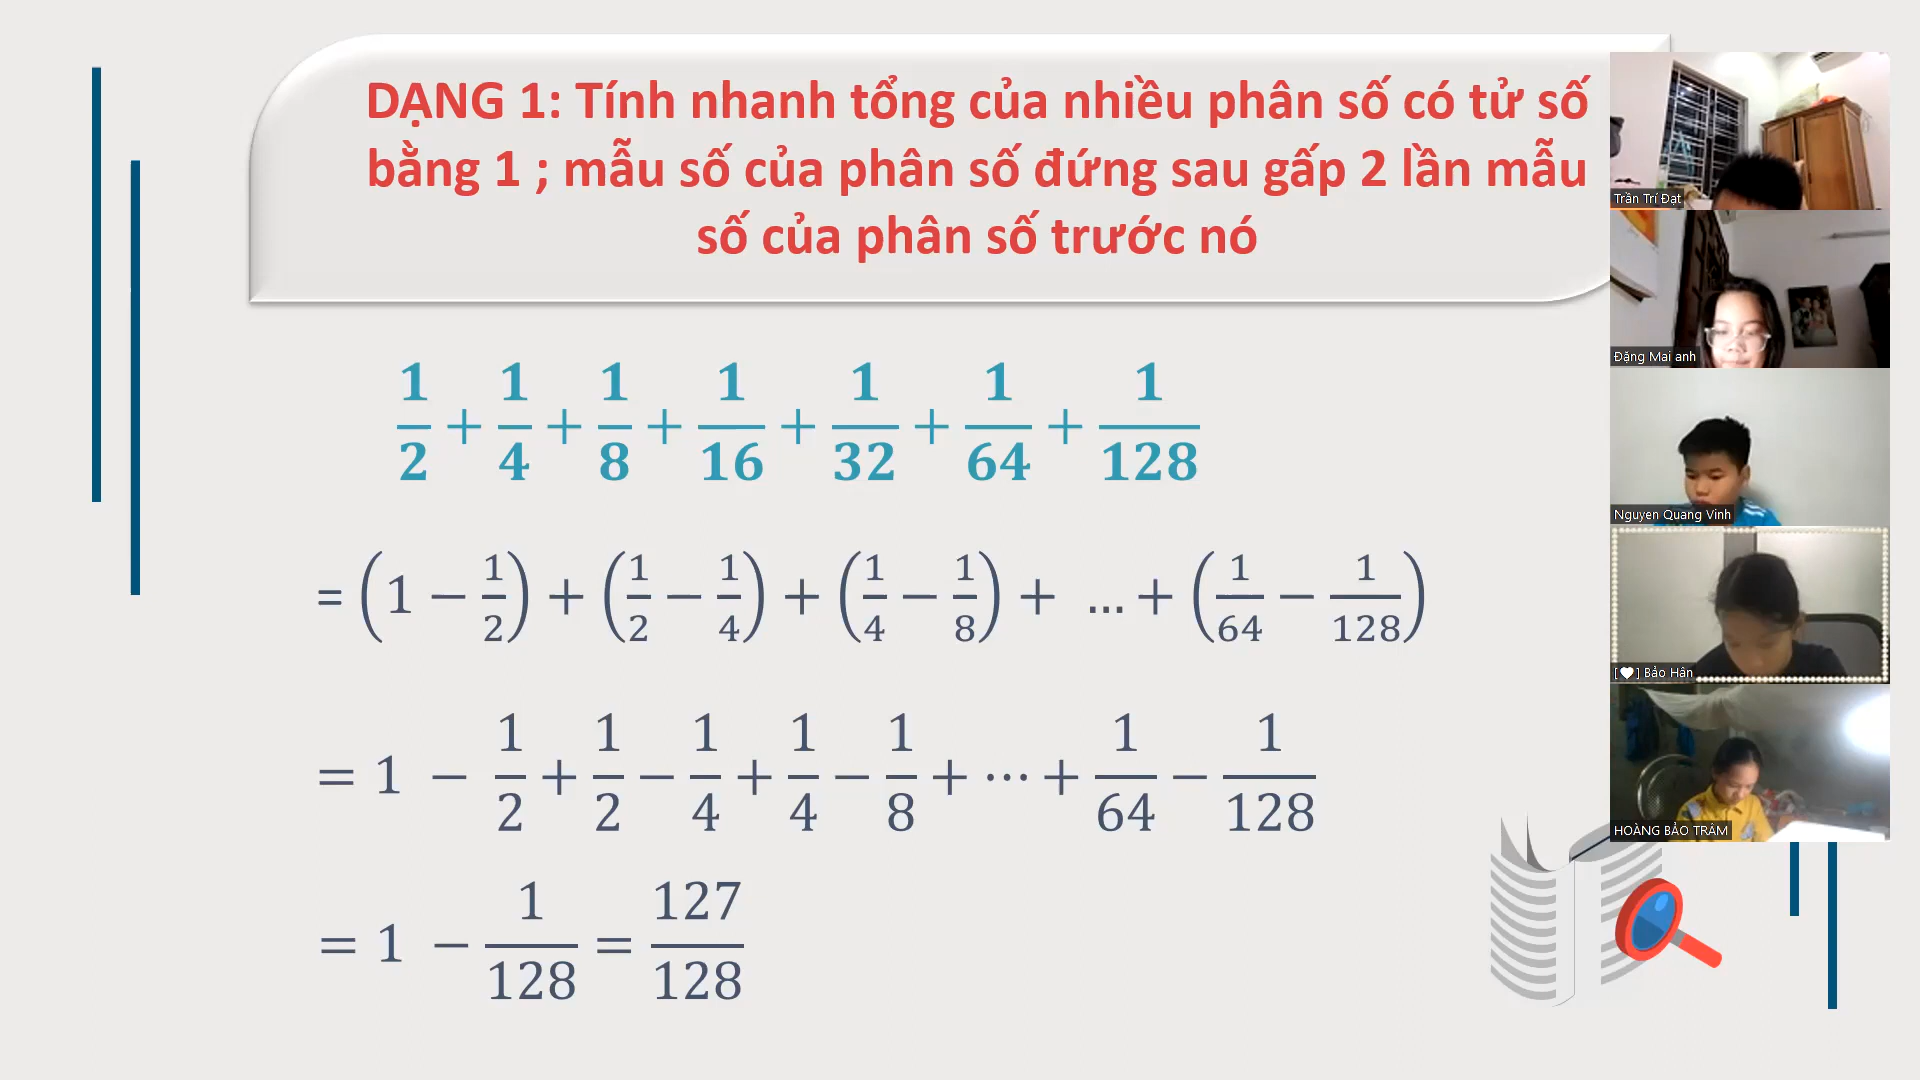 DẠNG 1: Tính nhanh tổng của nhiều phân số có tử số
bằng 1 ; mẫu số của phân số đứng sau gấp 2 lần mẫu
số của phân số trước nó
1/2 + 1/4 + 1/8 + 1/16 + 1/32 + 1/64 + 1/128
= (1 − 1/2) + (1/2 − 1/4) + (1/4 − 1/8) + ... + (1/64 − 1/128)
= 1 − 1/2 + 1/2 − 1/4 + 1/4 − 1/8 + ⋯ + 1/64 − 1/128
= 1 − 1/128 = 127/128
Trần Trí Đạt
Đặng Mai anh
Nguyen Quang Vinh
[🤍] Bảo Hân
HOÀNG BẢO TRÂM